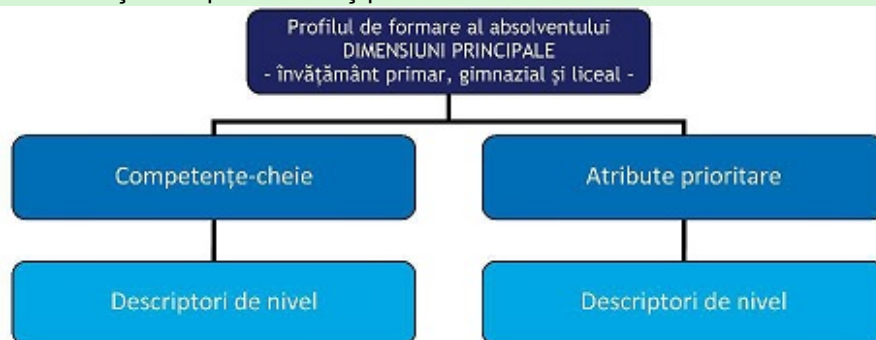 Profilul de formare al absolventului
DIMENSIUNI PRINCIPALE
- învățământ primar, gimnazial și liceal -
Competențe-cheie
Atribute prioritare
Descriptori de nivel
Descriptori de nivel